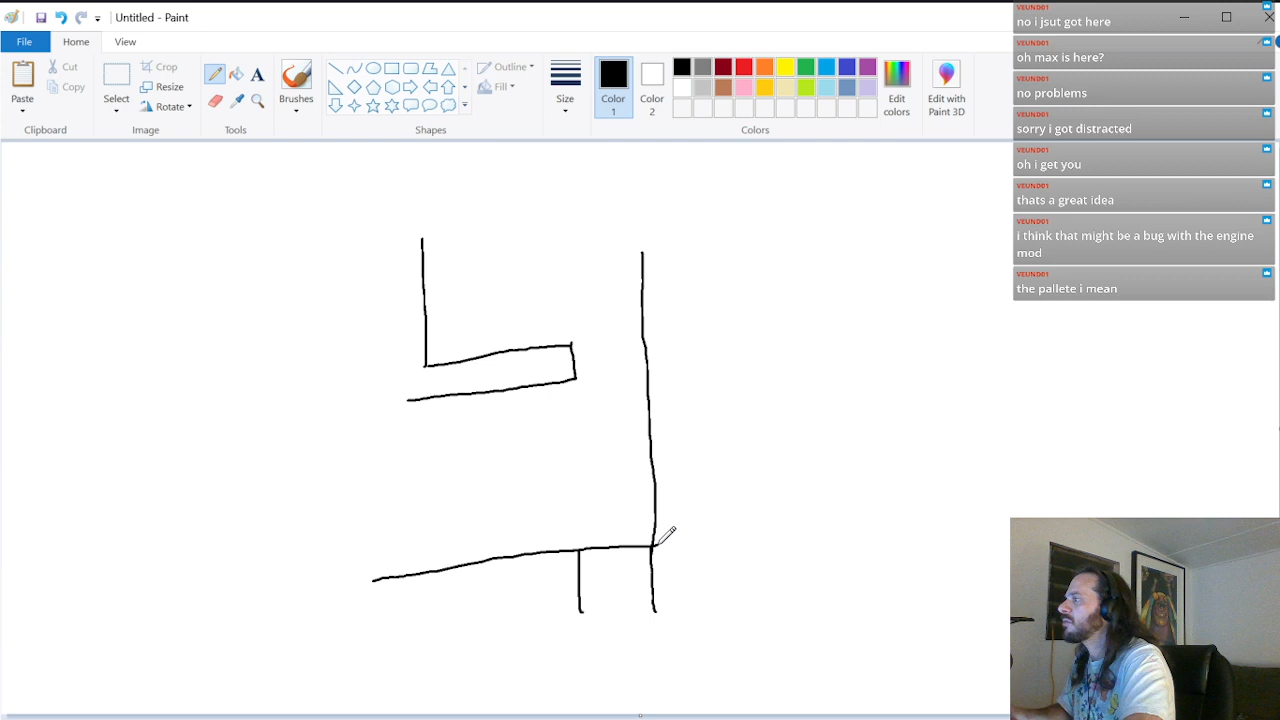 Untitled - Paint
File
Home
View
Paste
Cut
Copy
Clipboard
Select
Crop
Resize
Rotate
Image
A
Tools
Brushes
Outline
Fill
Shapes
Size
Color
1
Color
2
Edit
colors
Colors
Edit with
Paint 3D
VEUND01
no i jsut got here
VEUND01
oh max is here?
VEUND01
no problems
VEUND01
sorry i got distracted
VEUND01
oh i get you
VEUND01
thats a great idea
VEUND01
i think that might be a bug with the engine
mod
VEUND01
the pallete i mean